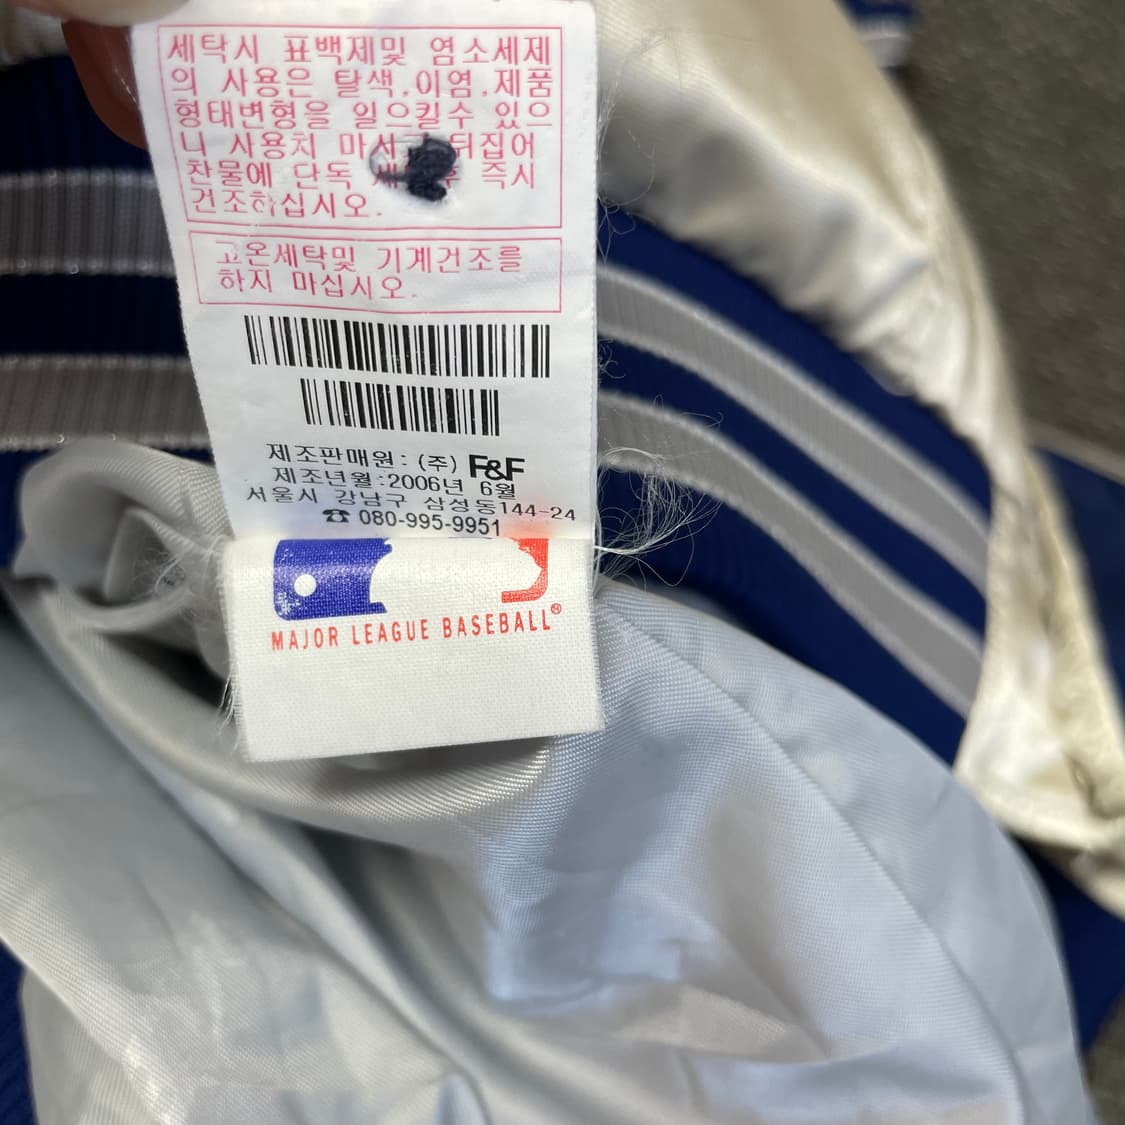 세탁시 표백제및 염소세제
의 사용은 탈색.이염.제품
형태변형을 일으킬수 있으
니 사용치 마시고 뒤집어
찬물에 단독 세탁후 즉시
건조하십시오.
고온세탁및 기계건조를
하지 마십시오.
제조판매원: (주) F&F
제조년월:2006년 6월
서울시 강남구 삼성동144-24
☎ 080-995-9951
MAJOR LEAGUE BASEBALL®